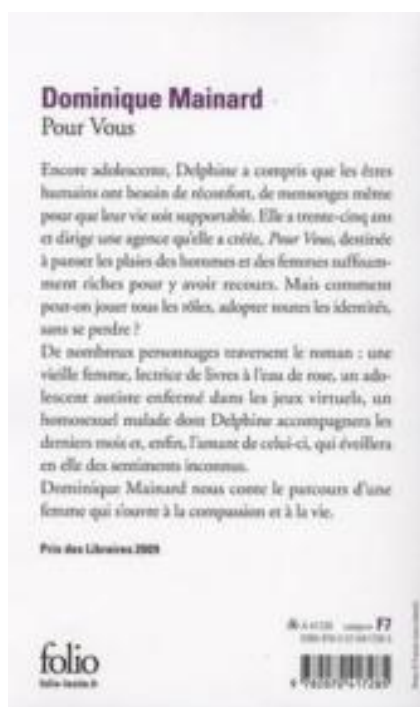 Dominique Mainard
Pour Vous
Encore adolescente, Delphine a compris que les êtres
humains ont besoin de réconfort, de mensonges même
pour que leur vie soit supportable. Elle a trente-cinq ans
et dirige une agence qu'elle a créée, Pour Vous, destinée
à panser les plaies des hommes et des femmes suffisam-
ment riches pour y avoir recours. Mais comment
peut-on jouer tous les rôles, adopter toutes les identités,
sans se perdre ?
De nombreux personnages traversent le roman : une
vieille femme, lectrice de livres à l'eau de rose, un ado-
lescent autiste enfermé dans les jeux virtuels, un
homosexuel malade dont Delphine accompagnera les
derniers mois et, enfin, l'amant de celui-ci, qui éveillera
en elle des sentiments inconnus.
Dominique Mainard nous conte le parcours d'une
femme qui s'ouvre à la compassion et à la vie.
Prix des Libraires 2009
F7
folio